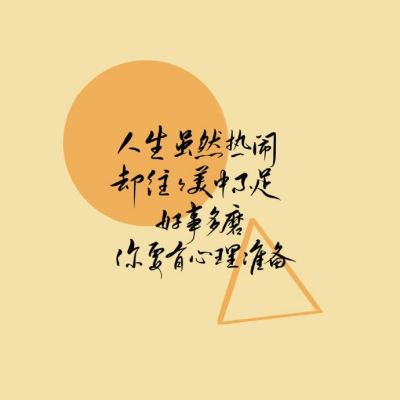 人生虽然热闹
却往々美中不足
好事多磨
你要有心理准备